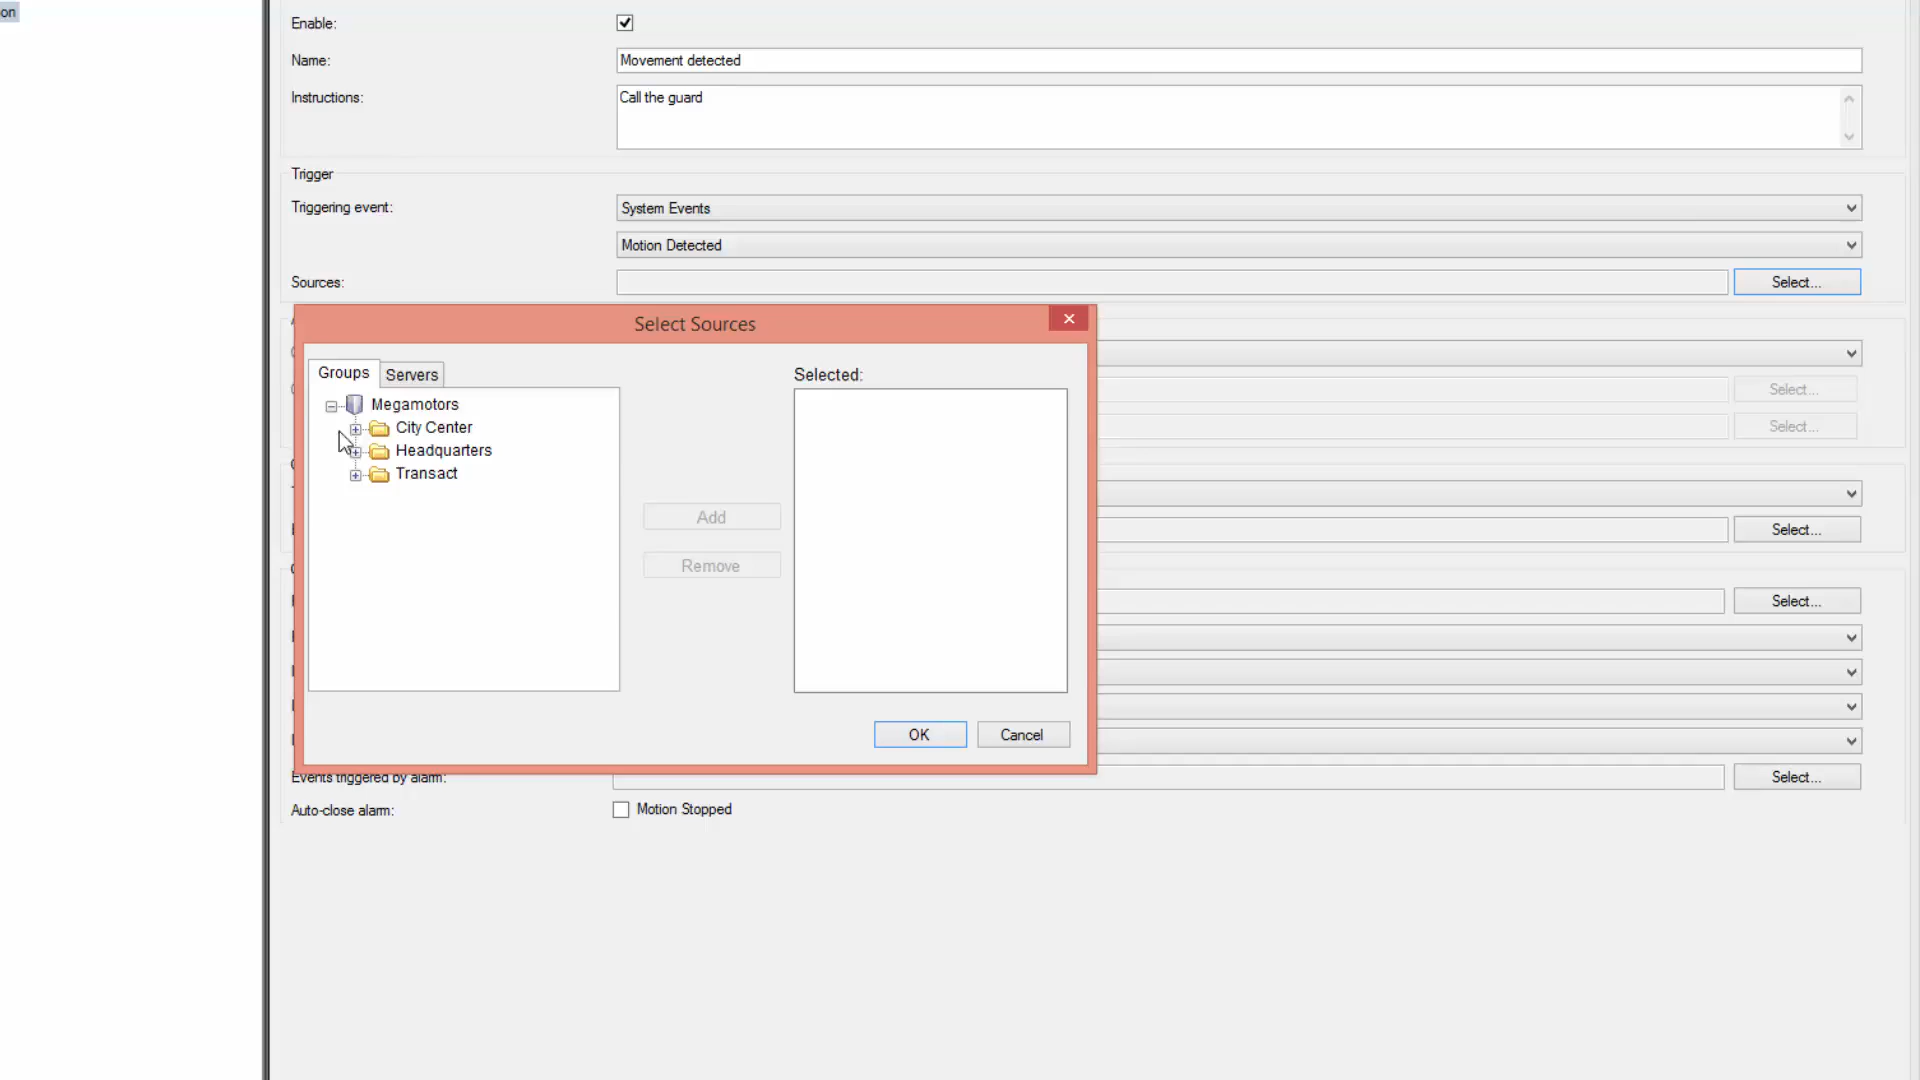 on
Enable:
Name:
Movement detected
Instructions:
Call the guard
Trigger
Triggering event:
System Events
Motion Detected
Sources:
Select...
Select Sources
Groups
Servers
Selected:
Megamotors
City Center
Headquarters
Transact
Add
Remove
OK
Cancel
Select...
Select...
Select...
Select...
Events triggered by alarm:
Select...
Auto-close alarm:
Motion Stopped